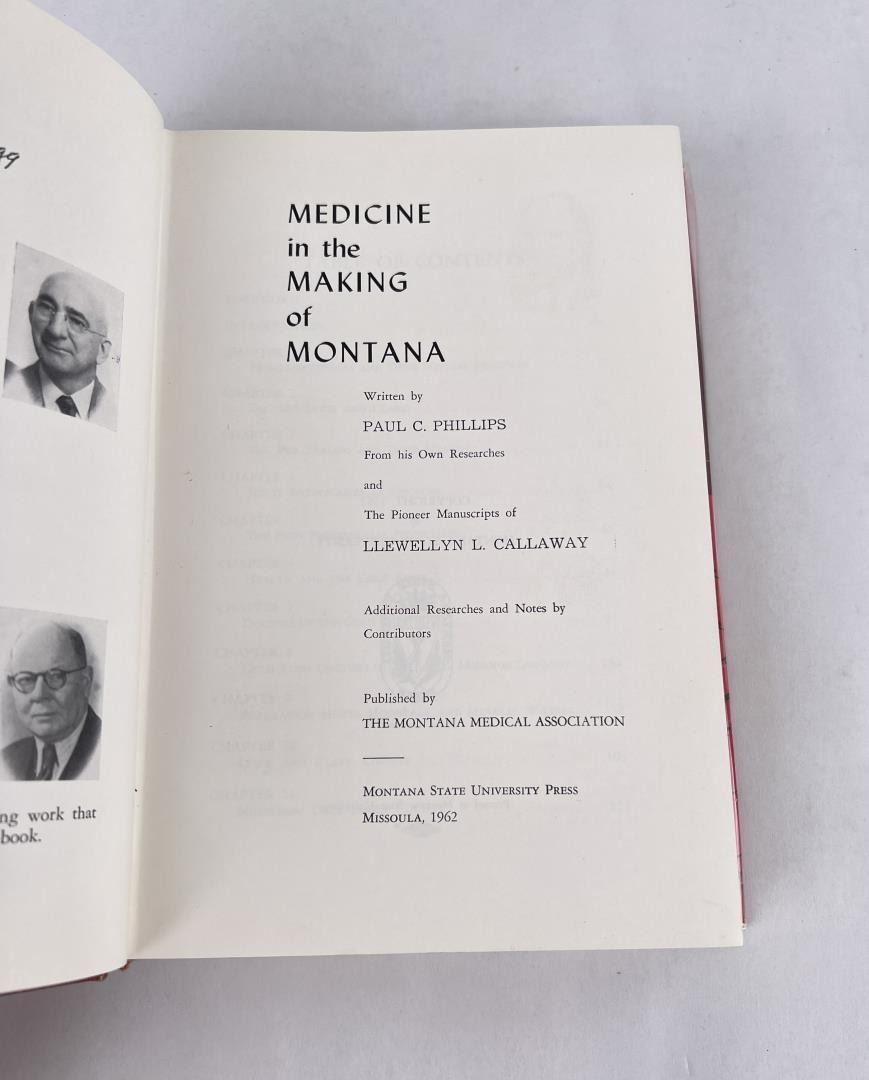 ng work that
book.
MEDICINE
in the
MAKING
of
MONTANA
Written by
PAUL C. PHILLIPS
From his Own Researches
and
The Pioneer Manuscripts of
LLEWELLYN L. CALLAWAY
Additional Researches and Notes by
Contributors
Published by
THE MONTANA MEDICAL ASSOCIATION
MONTANA STATE UNIVERSITY PRESS
MISSOULA, 1962